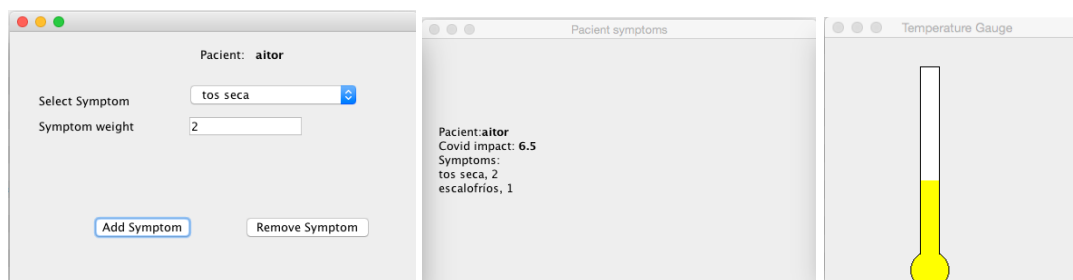 Pacient: aitor
Select Symptom
tos seca
Symptom weight
2
Add Symptom
Remove Symptom
Pacient symptoms
Pacient:aitor
Covid impact: 6.5
Symptoms:
tos seca, 2
escalofríos, 1
Temperature Gauge